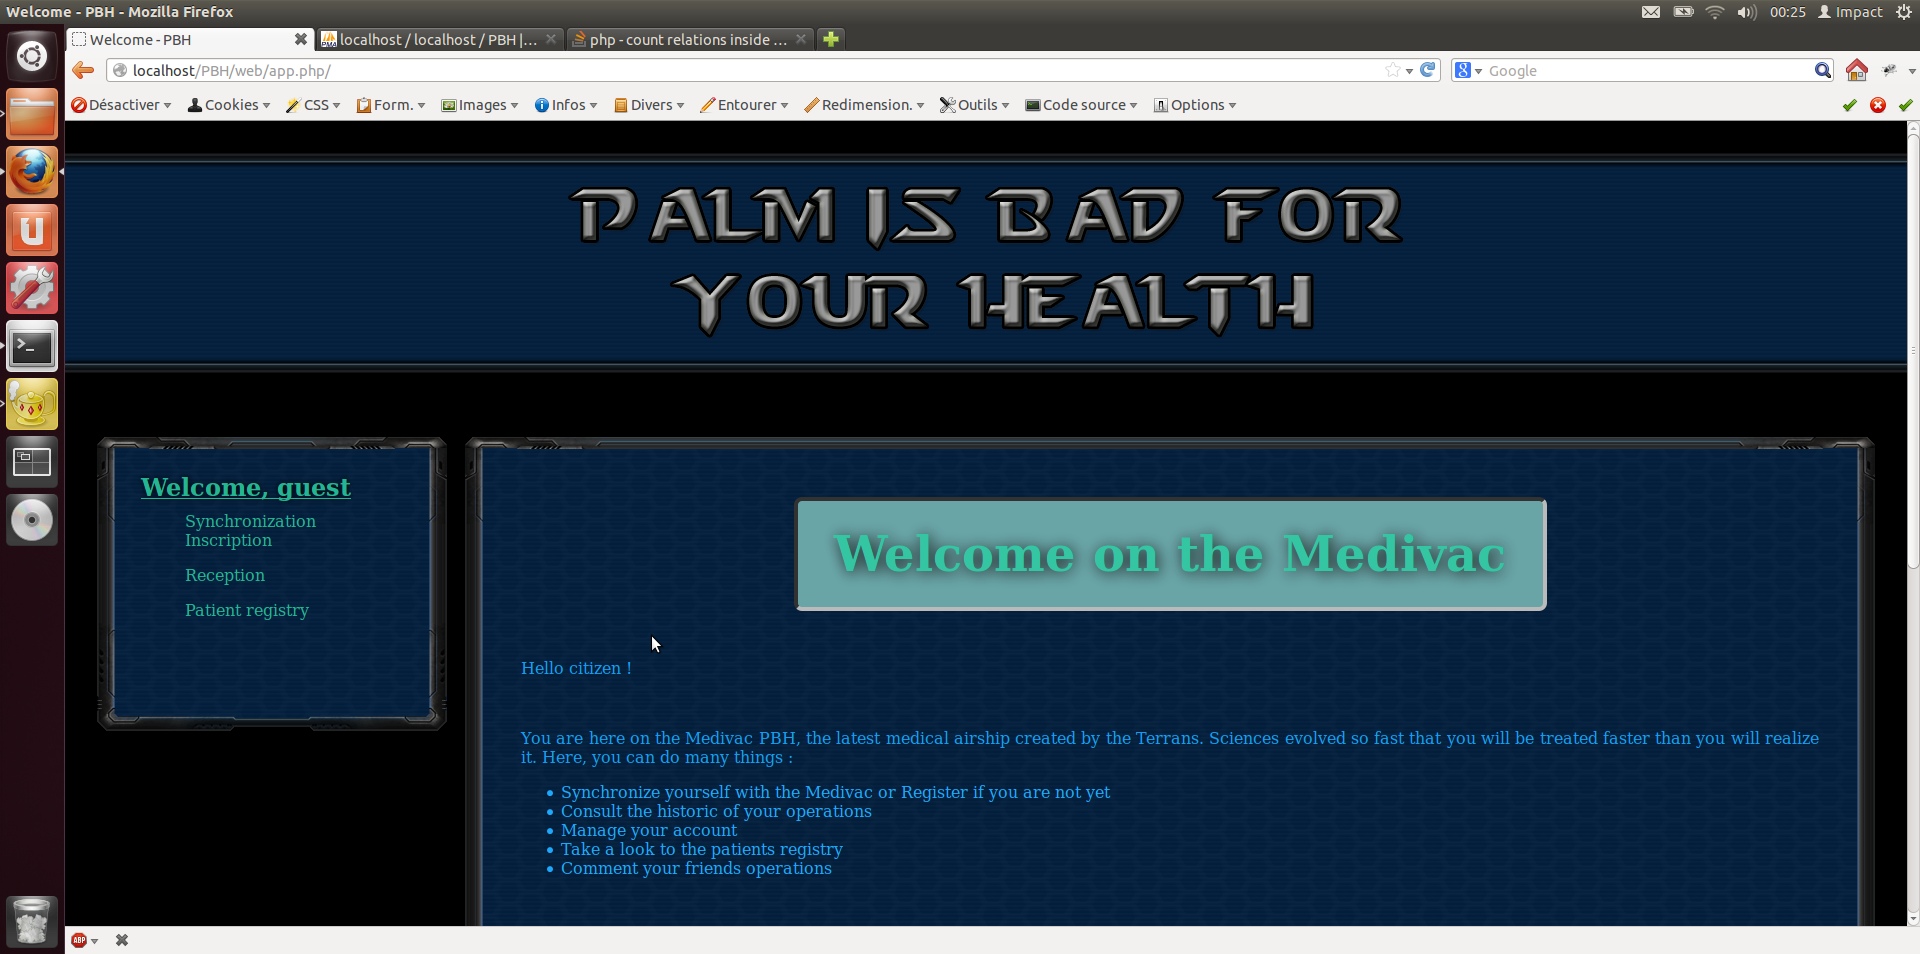 Welcome - PBH - Mozilla Firefox
00:25 Impact
Welcome - PBH
localhost / localhost / PBH |...
php - count relations inside ...
localhost/PBH/web/app.php/
Google
Désactiver Cookies CSS Form. Images Infos Divers Entourer Redimension. Outils Code source Options
PALM IS BAD FOR
YOUR HEALTH
Welcome, guest
Synchronization
Inscription
Reception
Patient registry
Welcome on the Medivac
Hello citizen !
You are here on the Medivac PBH, the latest medical airship created by the Terrans. Sciences evolved so fast that you will be treated faster than you will realize
it. Here, you can do many things :
• Synchronize yourself with the Medivac or Register if you are not yet
• Consult the historic of your operations
• Manage your account
• Take a look to the patients registry
• Comment your friends operations
ABP